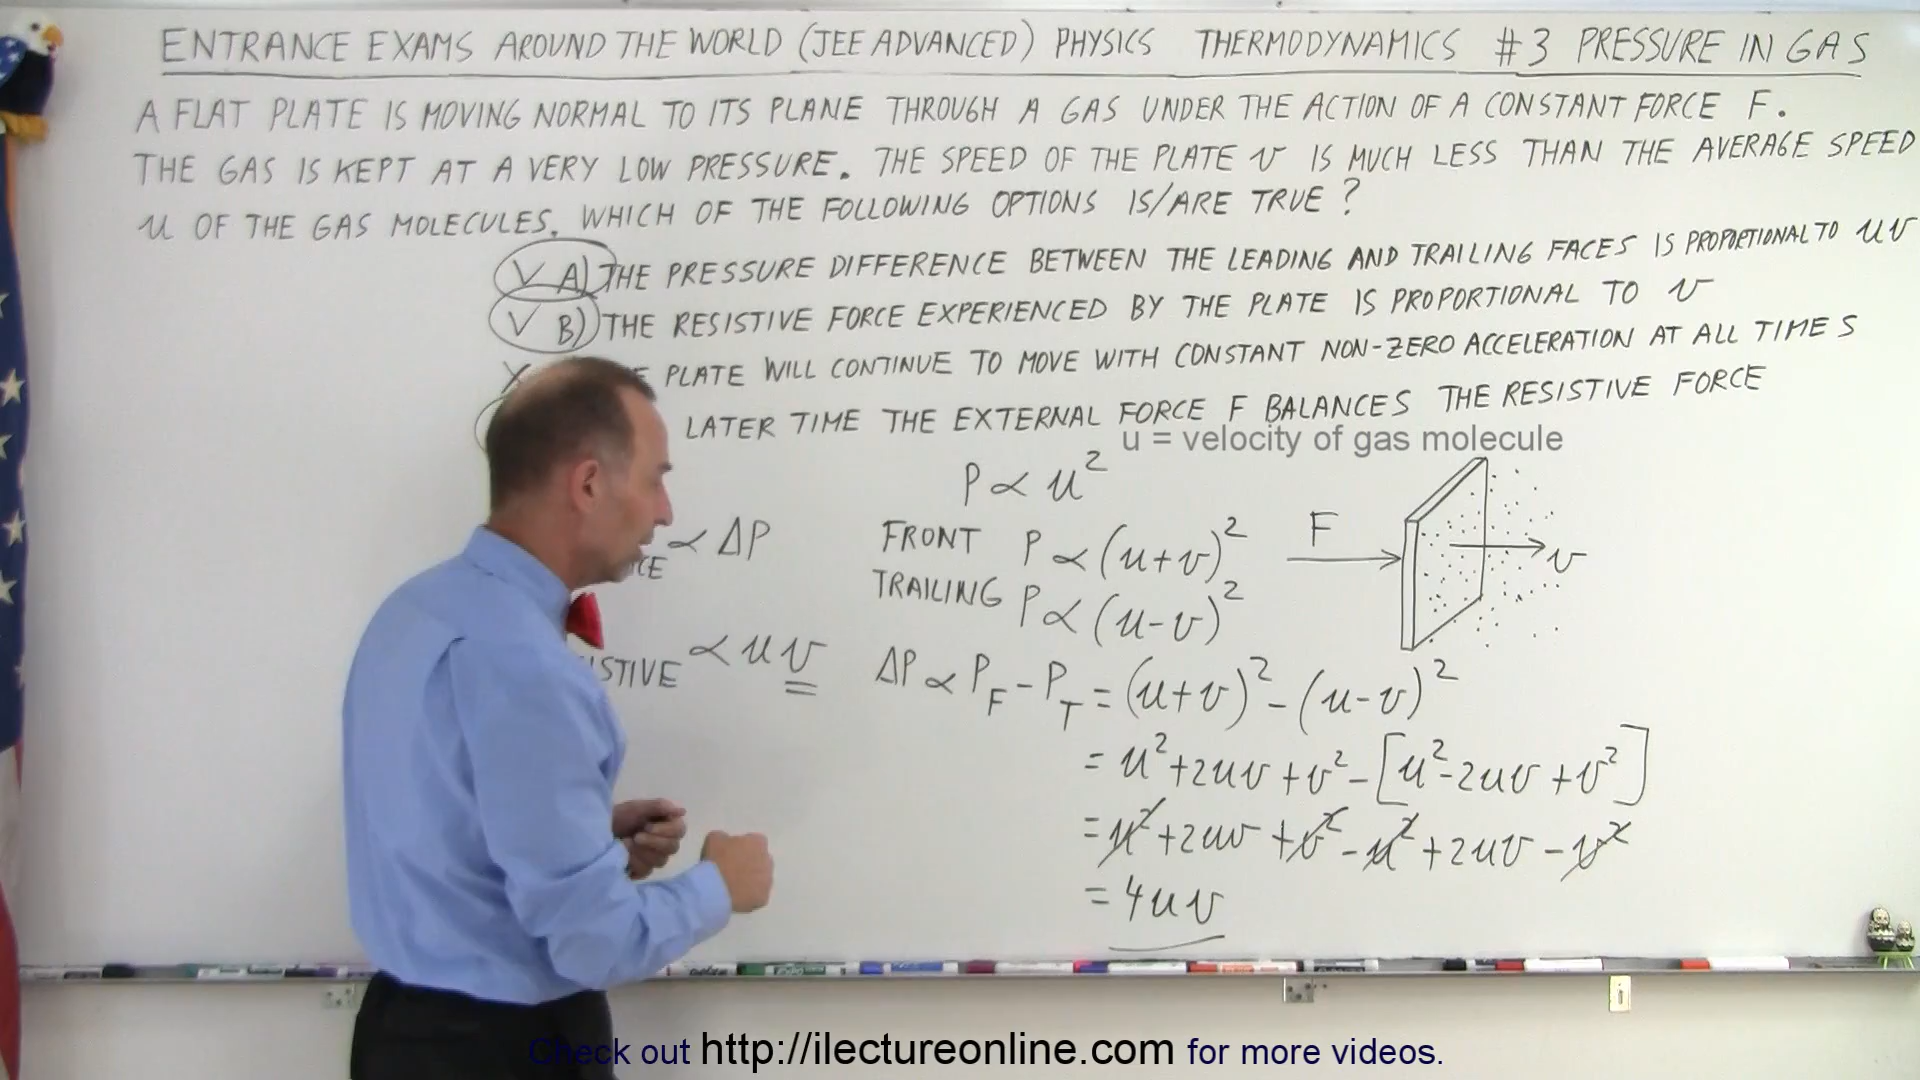 ENTRANCE EXAMS AROUND THE WORLD (JEE ADVANCED) PHYSICS THERMODYNAMICS #3 PRESSURE IN GAS
A FLAT PLATE IS MOVING NORMAL TO ITS PLANE THROUGH A GAS UNDER THE ACTION OF A CONSTANT FORCE F.
THE GAS IS KEPT AT A VERY LOW PRESSURE. THE SPEED OF THE PLATE v IS MUCH LESS THAN THE AVERAGE SPEED
u OF THE GAS MOLECULES. WHICH OF THE FOLLOWING OPTIONS IS/ARE TRUE?
V A) THE PRESSURE DIFFERENCE BETWEEN THE LEADING AND TRAILING FACES IS PROPORTIONAL TO uv
V B) THE RESISTIVE FORCE EXPERIENCED BY THE PLATE IS PROPORTIONAL TO v
X PLATE WILL CONTINUE TO MOVE WITH CONSTANT NON-ZERO ACCELERATION AT ALL TIMES
LATER TIME THE EXTERNAL FORCE F BALANCES THE RESISTIVE FORCE
u = velocity of gas molecule
P ∝ u²
∝ ΔP
FRONT P ∝ (u+v)²
F
v
TRAILING P ∝ (u-v)²
∝ uv
ΔP ∝ P_F - P_T = (u+v)² - (u-v)²
= u² + 2uv + v² - [u² - 2uv + v²]
= u² + 2uv + v² - u² + 2uv - v²
= 4uv
Check out http://ilectureonline.com for more videos.